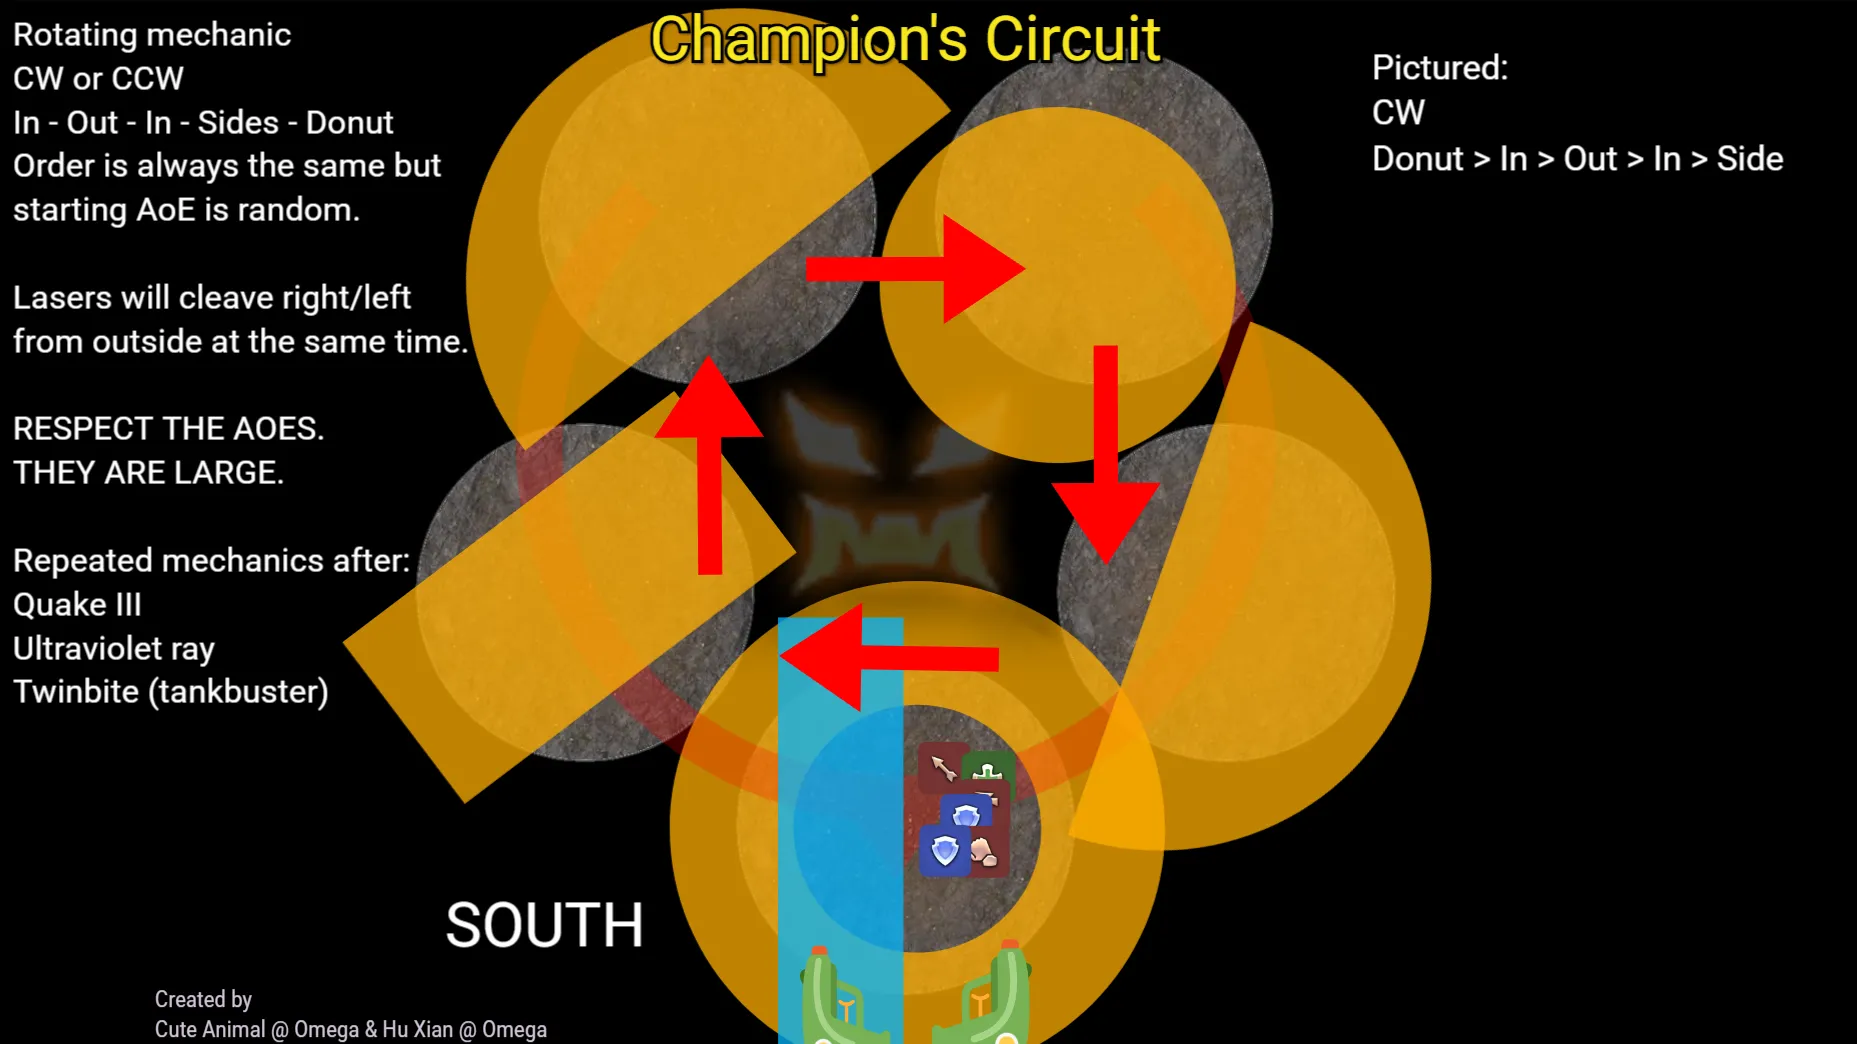 Champion's Circuit
Rotating mechanic
CW or CCW
In - Out - In - Sides - Donut
Order is always the same but
starting AoE is random.
Lasers will cleave right/left
from outside at the same time.
RESPECT THE AOES.
THEY ARE LARGE.
Repeated mechanics after:
Quake III
Ultraviolet ray
Twinbite (tankbuster)
Pictured:
CW
Donut > In > Out > In > Side
SOUTH
Created by
Cute Animal @ Omega & Hu Xian @ Omega